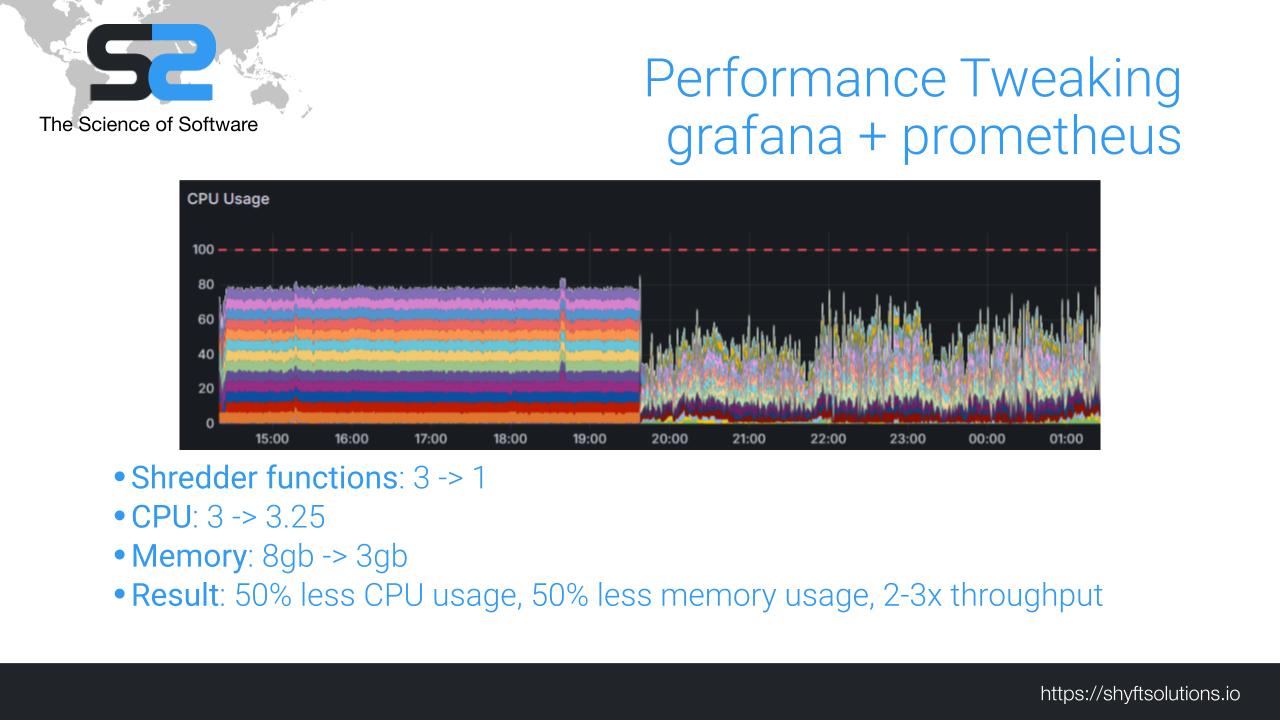 S2
The Science of Software
Performance Tweaking
grafana + prometheus
CPU Usage
100
80
60
40
20
0
15:00 16:00 17:00 18:00 19:00 20:00 21:00 22:00 23:00 00:00 01:00
• Shredder functions: 3 -> 1
• CPU: 3 -> 3.25
• Memory: 8gb -> 3gb
• Result: 50% less CPU usage, 50% less memory usage, 2-3x throughput
https://shyftsolutions.io